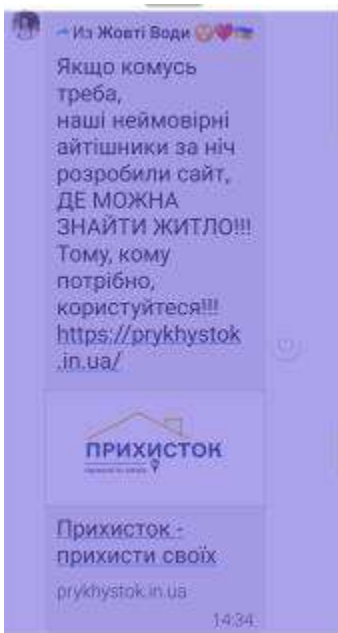 Из Жовті Води
Якщо комусь
треба,
наші неймовірні
айтішники за ніч
розробили сайт,
ДЕ МОЖНА
ЗНАЙТИ ЖИТЛО!!!
Тому, кому
потрібно,
користуйтеся!!!
https://prykhystok
.in.ua/
ПРИХИСТОК
Прихисток -
прихисти своїх
prykhystok.in.ua
14:34